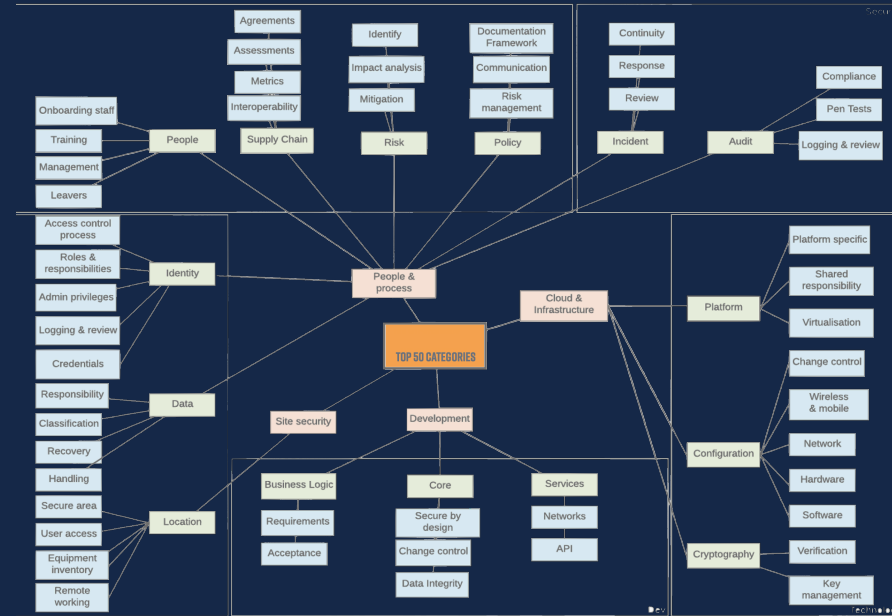 Agreements
Assessments
Metrics
Interoperability
Supply Chain
Identify
Impact analysis
Mitigation
Risk
Documentation
Framework
Communication
Risk
management
Policy
Continuity
Response
Review
Incident
Compliance
Pen Tests
Logging & review
Audit
Onboarding staff
Training
Management
Leavers
People
Access control
process
Roles &
responsibilities
Admin privileges
Logging & review
Credentials
Identity
Responsibility
Classification
Recovery
Handling
Data
Secure area
User access
Equipment
inventory
Remote
working
Location
People &
process
Cloud &
Infrastructure
TOP 50 CATEGORIES
Site security
Development
Business Logic
Requirements
Acceptance
Core
Secure by
design
Change control
Data Integrity
Services
Networks
API
Dev
Platform
Platform specific
Shared
responsibility
Virtualisation
Configuration
Change control
Wireless
& mobile
Network
Hardware
Software
Cryptography
Verification
Key
management